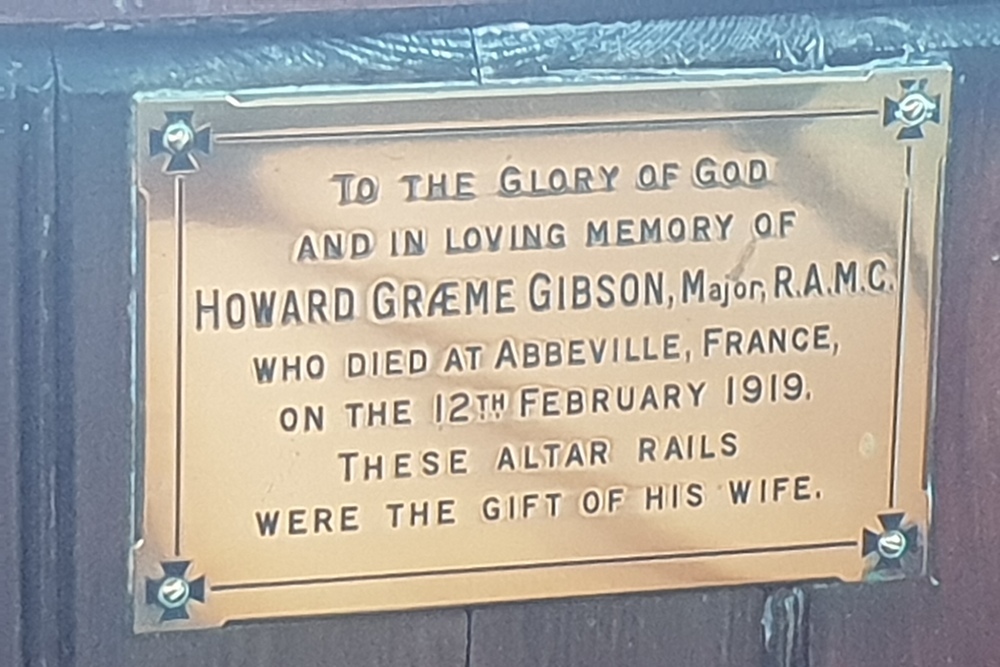 To the Glory of God
and in loving memory of
Howard Græme Gibson, Major, R.A.M.C.
who died at Abbeville, France,
on the 12th February 1919.
These altar rails
were the gift of his wife.